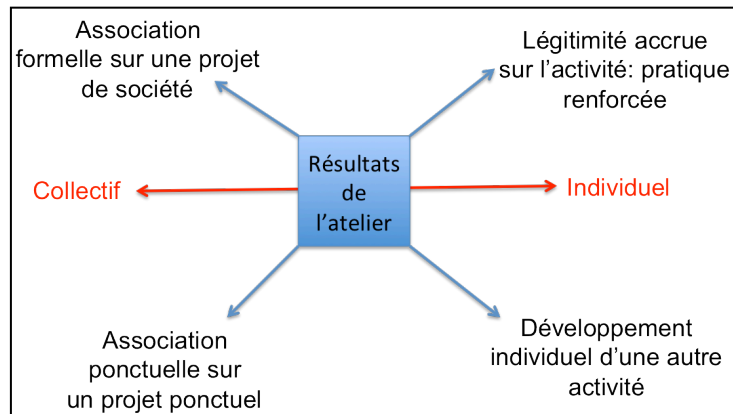 Association
formelle sur une projet
de société
Légitimité accrue
sur l'activité: pratique
renforcée
Collectif
Résultats
de
l'atelier
Individuel
Association
ponctuelle sur
un projet ponctuel
Développement
individuel d'une autre
activité